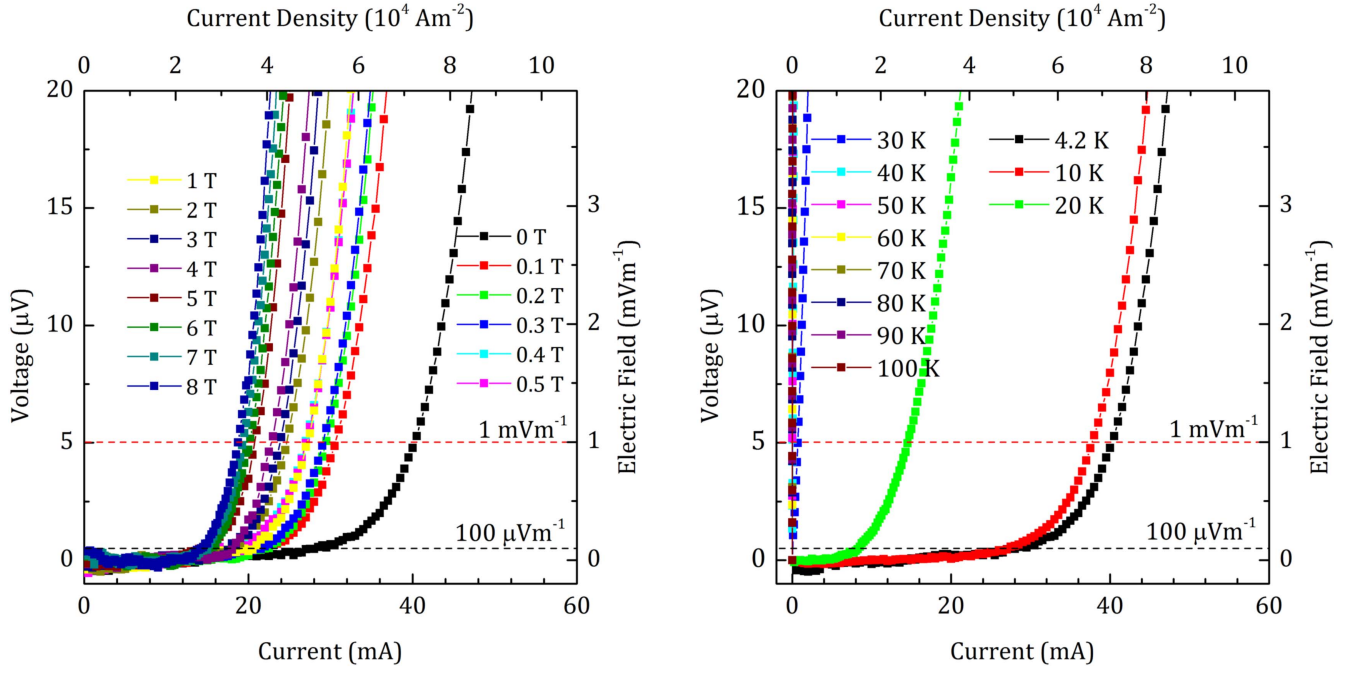 Current Density (10⁴ Am⁻²)
0 2 4 6 8 10
20
15
10
5
0
Voltage (µV)
1 T
2 T
3 T
4 T
5 T
6 T
7 T
8 T
0 T
0.1 T
0.2 T
0.3 T
0.4 T
0.5 T
1 mVm⁻¹
100 µVm⁻¹
3
2
1
0
Electric Field (mVm⁻¹)
0 20 40 60
Current (mA)
Current Density (10⁴ Am⁻²)
0 2 4 6 8 10
20
15
10
5
0
Voltage (µV)
30 K
40 K
50 K
60 K
70 K
80 K
90 K
100 K
4.2 K
10 K
20 K
1 mVm⁻¹
100 µVm⁻¹
3
2
1
0
Electric Field (mVm⁻¹)
0 20 40 60
Current (mA)